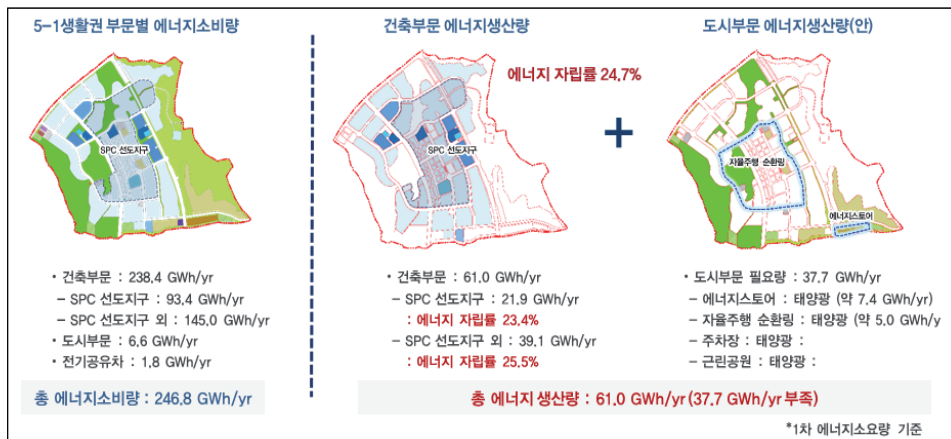 5-1생활권 부문별 에너지소비량
SPC 선도지구
• 건축부문 : 238.4 GWh/yr
– SPC 선도지구 : 93.4 GWh/yr
– SPC 선도지구 외 : 145.0 GWh/yr
• 도시부문 : 6.6 GWh/yr
• 전기공유차 : 1.8 GWh/yr
총 에너지소비량 : 246.8 GWh/yr
건축부문 에너지생산량
에너지 자립률 24.7%
SPC 선도지구
• 건축부문 : 61.0 GWh/yr
– SPC 선도지구 : 21.9 GWh/yr
: 에너지 자립률 23.4%
– SPC 선도지구 외 : 39.1 GWh/yr
: 에너지 자립률 25.5%
+
도시부문 에너지생산량(안)
자율주행 순환링
에너지스토어
• 도시부문 필요량 : 37.7 GWh/yr
– 에너지스토어 : 태양광 (약 7.4 GWh/yr)
– 자율주행 순환링 : 태양광 (약 5.0 GWh/y
– 주차장 : 태양광 :
– 근린공원 : 태양광 :
총 에너지 생산량 : 61.0 GWh/yr (37.7 GWh/yr 부족)
*1차 에너지소요량 기준